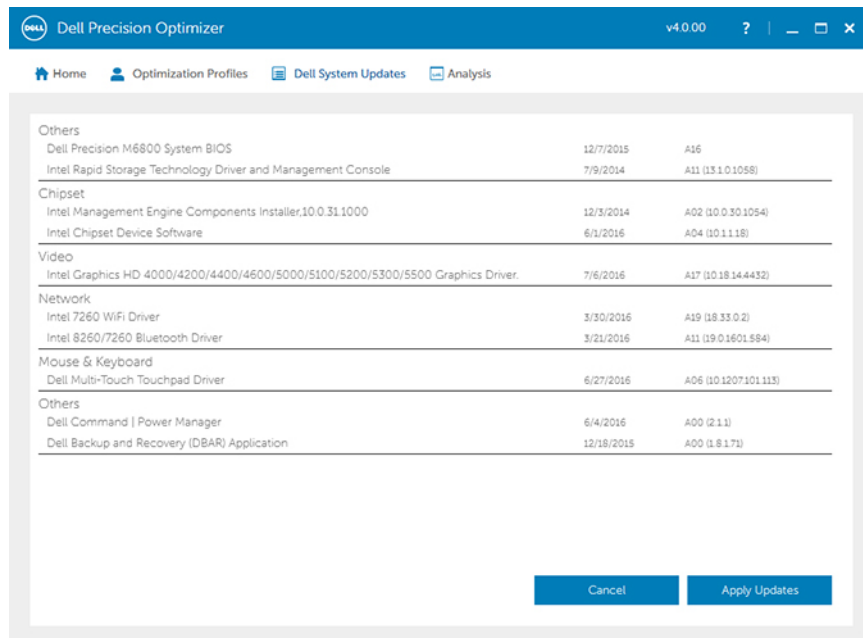 DELL Dell Precision Optimizer v4.0.00 ?
Home Optimization Profiles Dell System Updates Analysis
Others
Dell Precision M6800 System BIOS 12/7/2015 A16
Intel Rapid Storage Technology Driver and Management Console 7/9/2014 A11 (13.1.0.1058)
Chipset
Intel Management Engine Components Installer,10.0.31.1000 12/3/2014 A02 (10.0.30.1054)
Intel Chipset Device Software 6/1/2016 A04 (10.1.1.18)
Video
Intel Graphics HD 4000/4200/4400/4600/5000/5100/5200/5300/5500 Graphics Driver. 7/6/2016 A17 (10.18.14.4432)
Network
Intel 7260 WiFi Driver 3/30/2016 A19 (18.33.0.2)
Intel 8260/7260 Bluetooth Driver 3/21/2016 A11 (19.0.1601.584)
Mouse & Keyboard
Dell Multi-Touch Touchpad Driver 6/27/2016 A06 (10.1207.101.113)
Others
Dell Command | Power Manager 6/4/2016 A00 (2.1.1)
Dell Backup and Recovery (DBAR) Application 12/18/2015 A00 (1.8.1.71)
Cancel Apply Updates